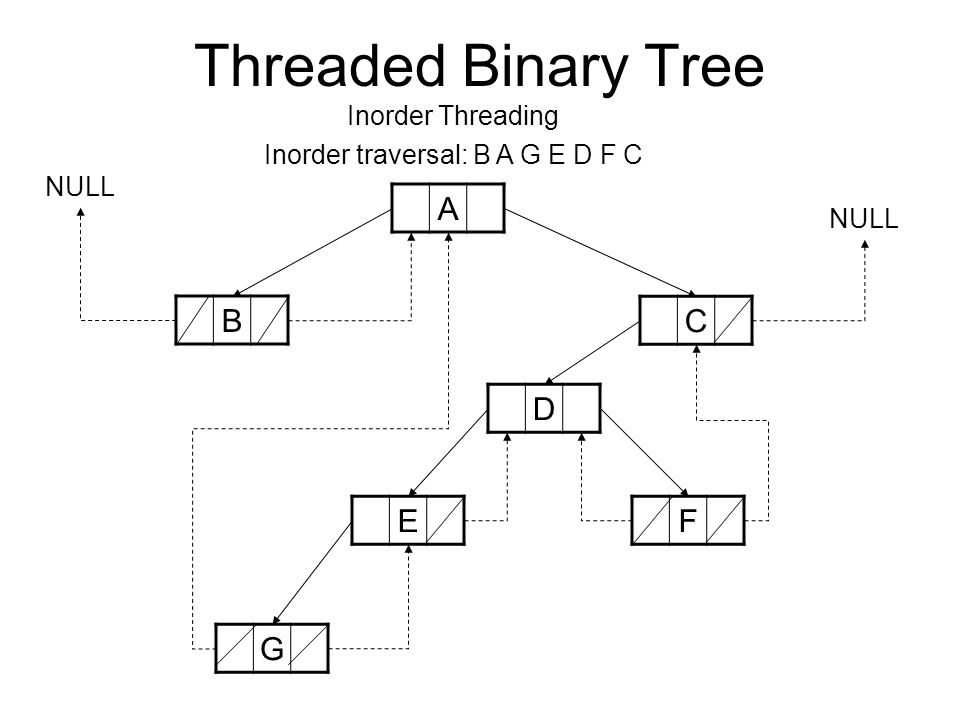 Threaded Binary Tree
Inorder Threading
Inorder traversal: B A G E D F C
NULL
A
NULL
B
C
D
E
F
G